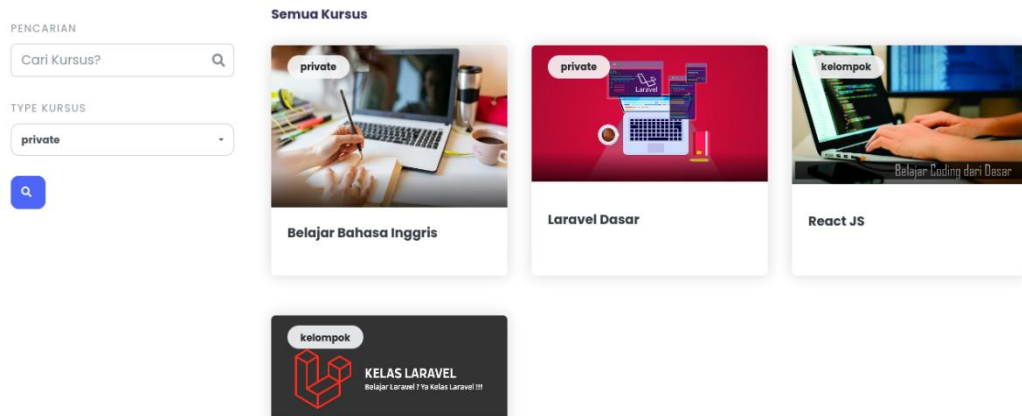 Semua Kursus
PENCARIAN
Cari Kursus?
TYPE KURSUS
private
private
Belajar Bahasa Inggris
private
Laravel
Laravel Dasar
kelompok
Belajar Coding dari Dasar
React JS
kelompok
KELAS LARAVEL
Belajar Laravel ? Ya Kelas Laravel !!!